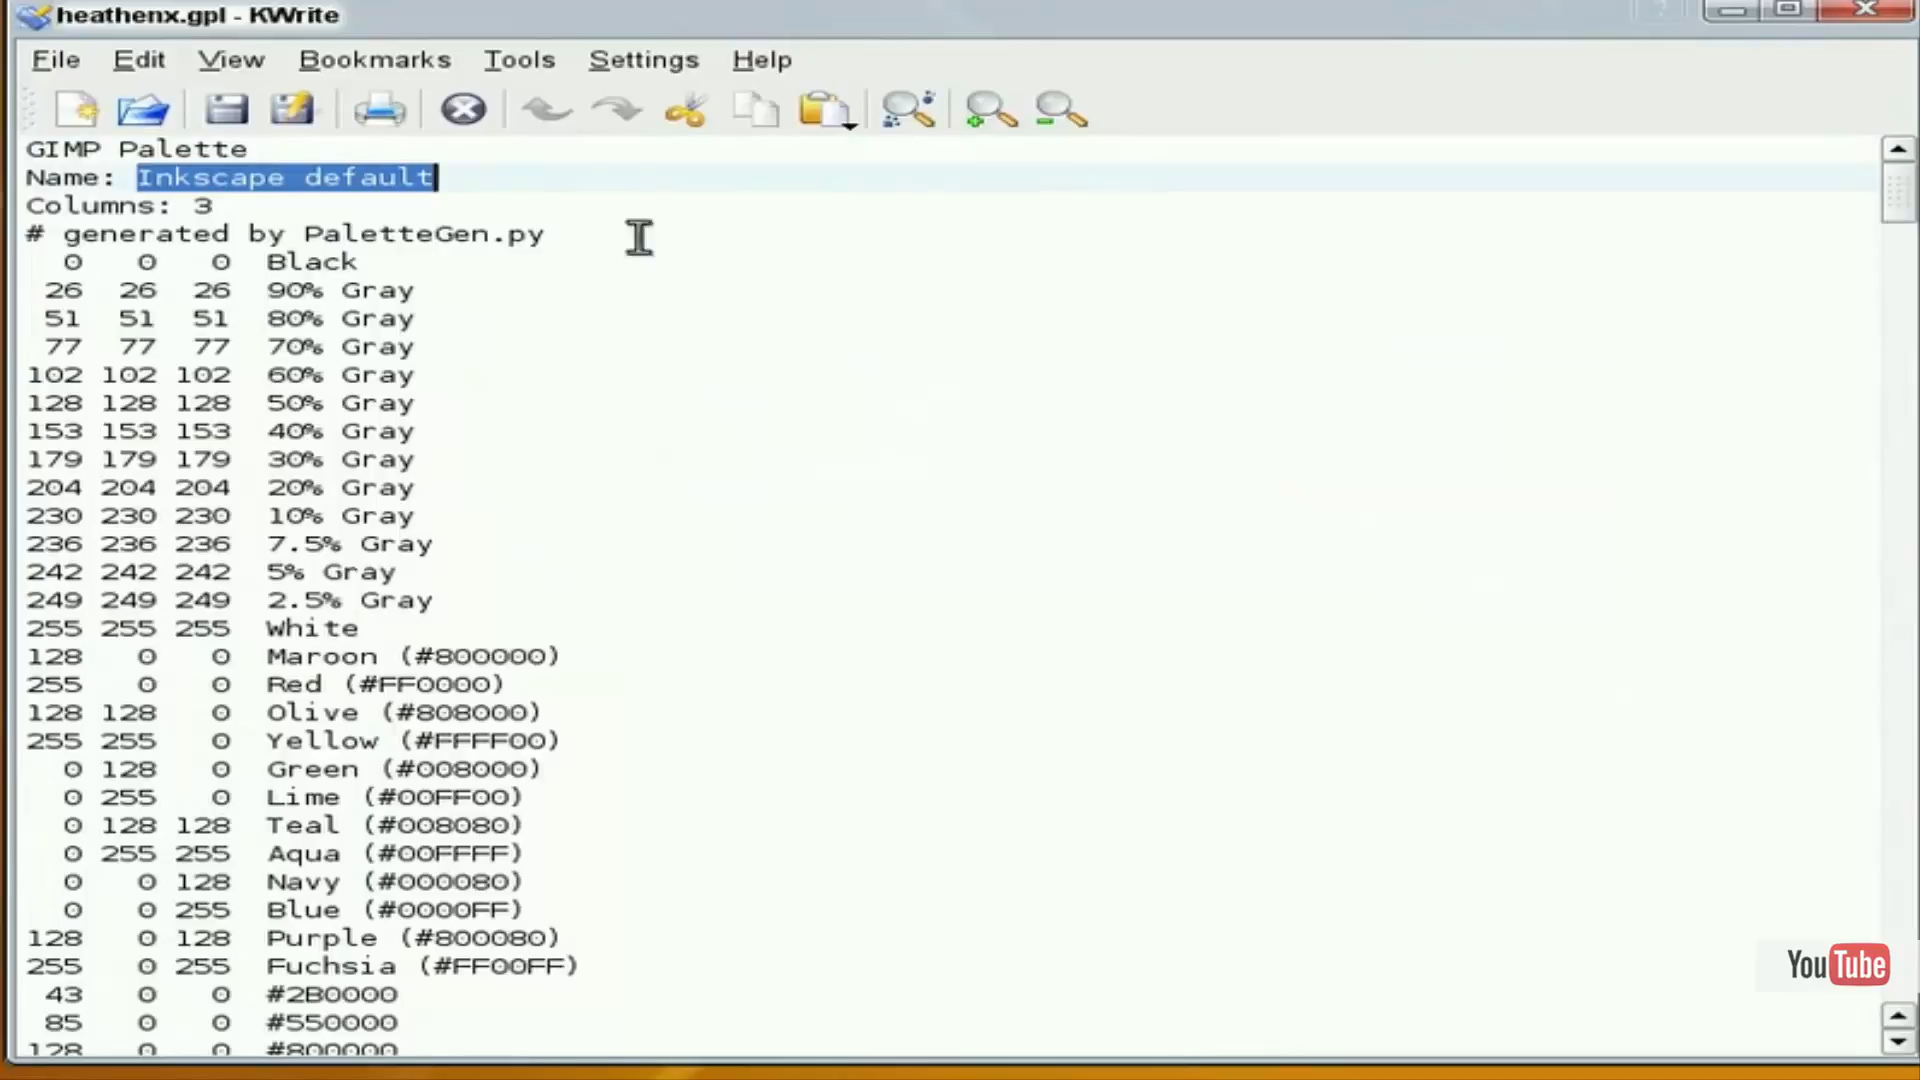 heathenx.gpl - KWrite
File Edit View Bookmarks Tools Settings Help
GIMP Palette
Name: Inkscape default
Columns: 3
# generated by PaletteGen.py
0 0 0 Black
26 26 26 90% Gray
51 51 51 80% Gray
77 77 77 70% Gray
102 102 102 60% Gray
128 128 128 50% Gray
153 153 153 40% Gray
179 179 179 30% Gray
204 204 204 20% Gray
230 230 230 10% Gray
236 236 236 7.5% Gray
242 242 242 5% Gray
249 249 249 2.5% Gray
255 255 255 White
128 0 0 Maroon (#800000)
255 0 0 Red (#FF0000)
128 128 0 Olive (#808000)
255 255 0 Yellow (#FFFF00)
0 128 0 Green (#008000)
0 255 0 Lime (#00FF00)
0 128 128 Teal (#008080)
0 255 255 Aqua (#00FFFF)
0 0 128 Navy (#000080)
0 0 255 Blue (#0000FF)
128 0 128 Purple (#800080)
255 0 255 Fuchsia (#FF00FF)
43 0 0 #2B0000
85 0 0 #550000
128 0 0 #800000
YouTube